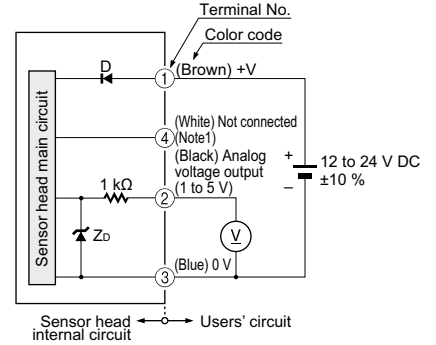 Terminal No.
Color code
D
1
(Brown) +V
Sensor head main circuit
4
(White) Not connected
(Note1)
(Black) Analog
voltage output
(1 to 5 V)
+
12 to 24 V DC
–
±10 %
1 kΩ
2
ZD
V
3
(Blue) 0 V
Sensor head
internal circuit
Users' circuit